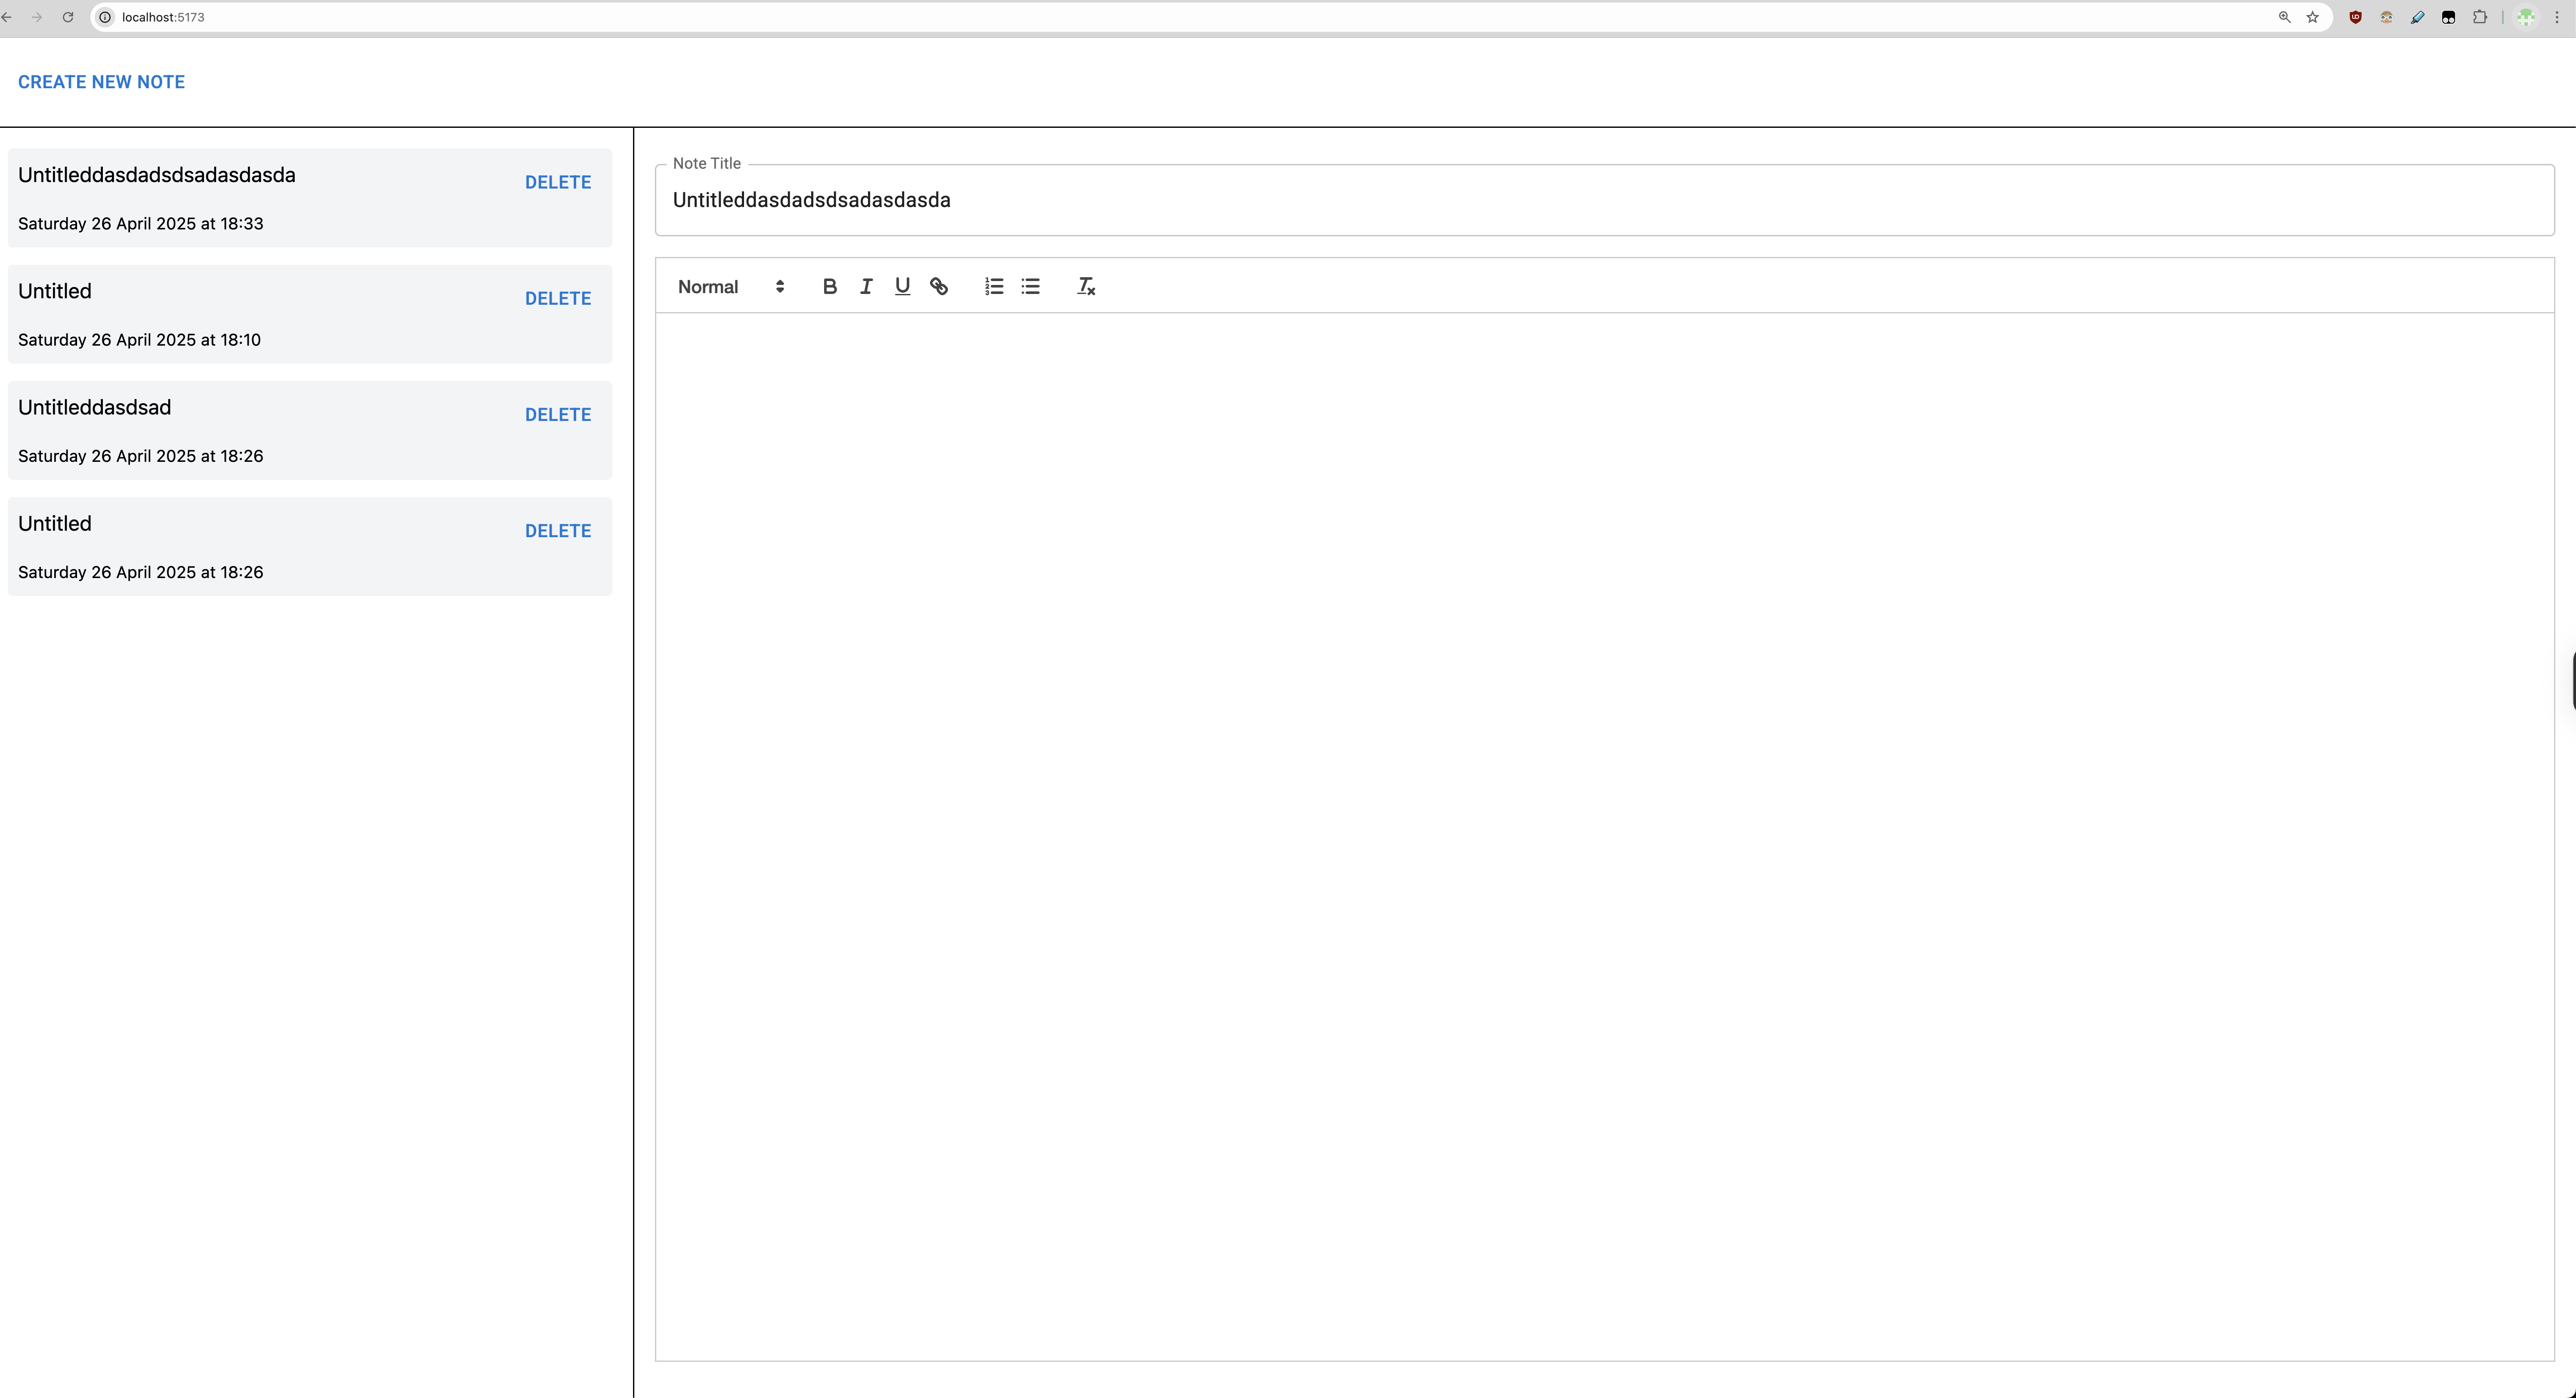 localhost:5173
CREATE NEW NOTE
Untitleddasdadsdsadasdasda
DELETE
Saturday 26 April 2025 at 18:33
Untitled
DELETE
Saturday 26 April 2025 at 18:10
Untitleddasdsad
DELETE
Saturday 26 April 2025 at 18:26
Untitled
DELETE
Saturday 26 April 2025 at 18:26
Note Title
Untitleddasdadsdsadasdasda
Normal